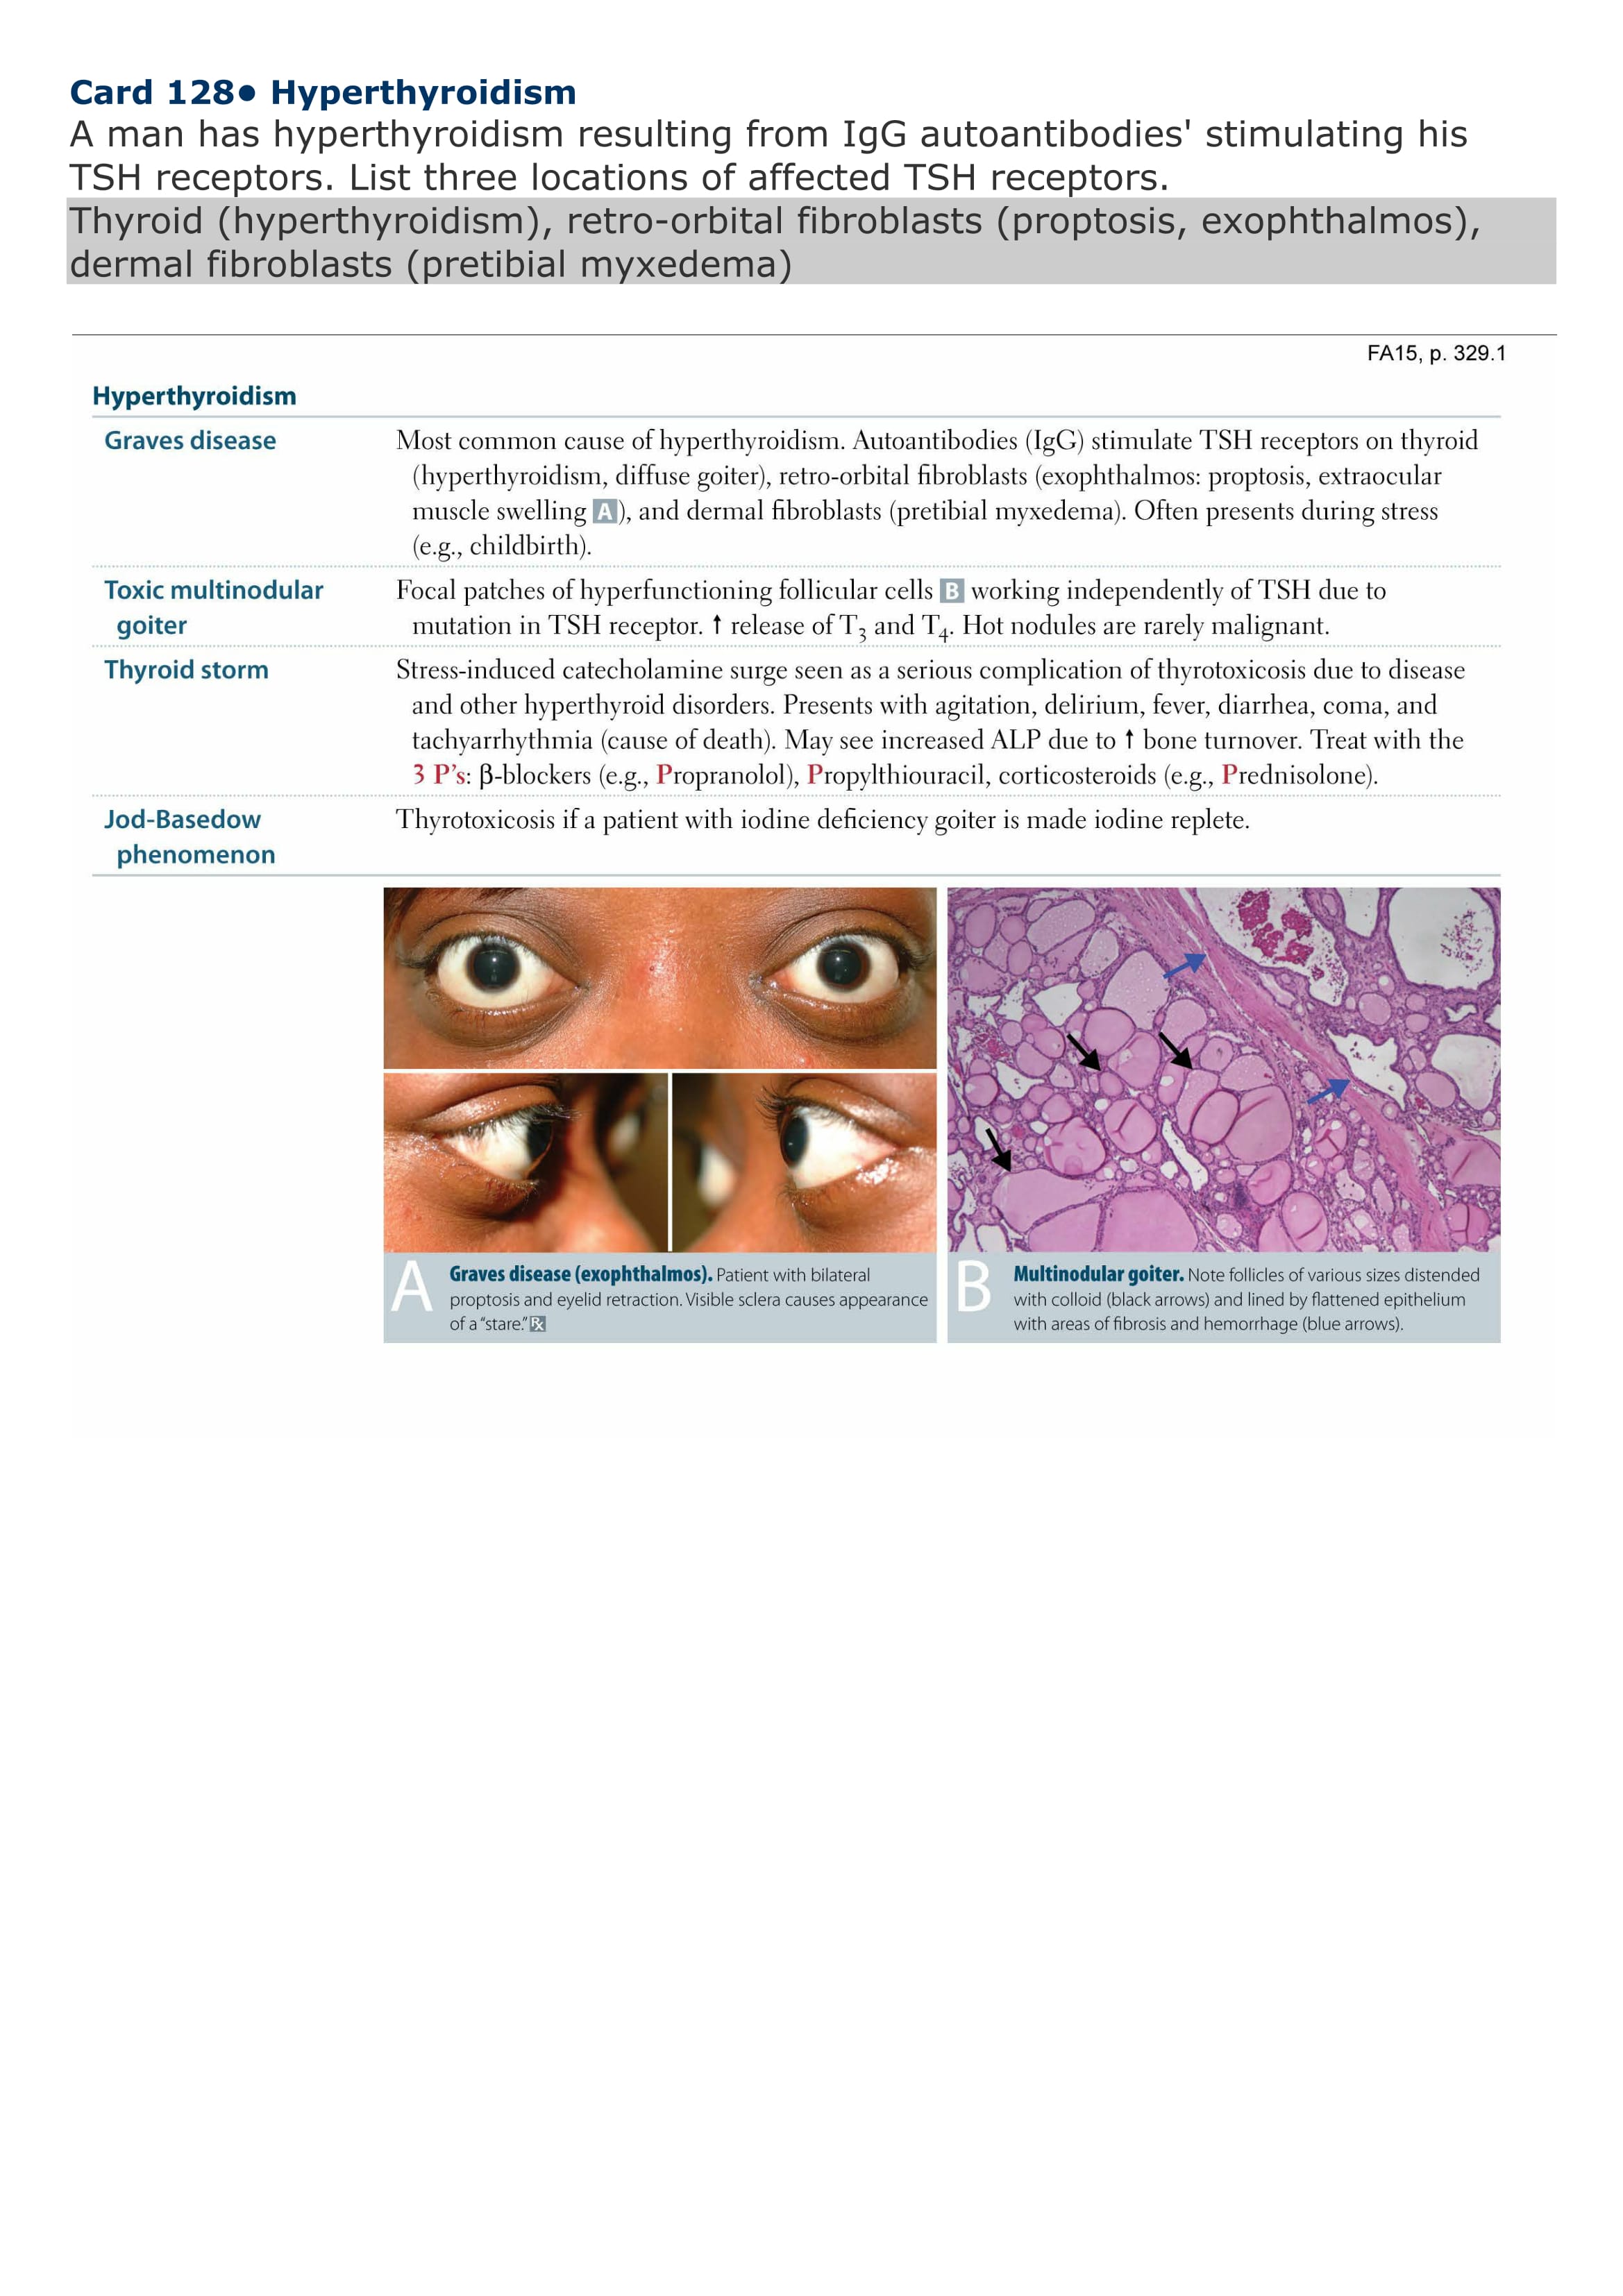 Card 128• Hyperthyroidism
A man has hyperthyroidism resulting from IgG autoantibodies' stimulating his
TSH receptors. List three locations of affected TSH receptors.
Thyroid (hyperthyroidism), retro-orbital fibroblasts (proptosis, exophthalmos),
dermal fibroblasts (pretibial myxedema)
FA15, p. 329.1
Hyperthyroidism
Graves disease
Most common cause of hyperthyroidism. Autoantibodies (IgG) stimulate TSH receptors on thyroid
(hyperthyroidism, diffuse goiter), retro-orbital fibroblasts (exophthalmos: proptosis, extraocular
muscle swelling A), and dermal fibroblasts (pretibial myxedema). Often presents during stress
(e.g., childbirth).
Toxic multinodular
goiter
Focal patches of hyperfunctioning follicular cells B working independently of TSH due to
mutation in TSH receptor. ↑ release of T3 and T4. Hot nodules are rarely malignant.
Thyroid storm
Stress-induced catecholamine surge seen as a serious complication of thyrotoxicosis due to disease
and other hyperthyroid disorders. Presents with agitation, delirium, fever, diarrhea, coma, and
tachyarrhythmia (cause of death). May see increased ALP due to ↑ bone turnover. Treat with the
3 P's: β-blockers (e.g., Propranolol), Propylthiouracil, corticosteroids (e.g., Prednisolone).
Jod-Basedow
phenomenon
Thyrotoxicosis if a patient with iodine deficiency goiter is made iodine replete.
A
Graves disease (exophthalmos). Patient with bilateral
proptosis and eyelid retraction. Visible sclera causes appearance
of a "stare." ℞
B
Multinodular goiter. Note follicles of various sizes distended
with colloid (black arrows) and lined by flattened epithelium
with areas of fibrosis and hemorrhage (blue arrows).